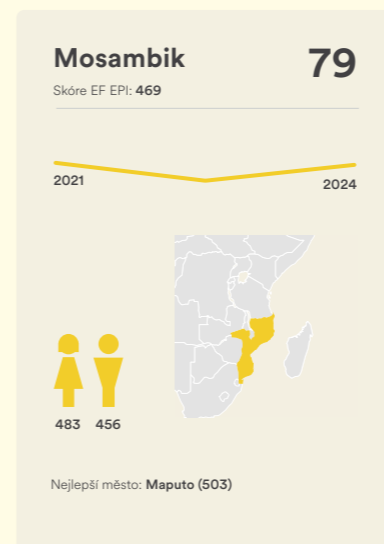 Mosambik 79
Skóre EF EPI: 469
2021 2024
483 456
Nejlepší město: Maputo (503)